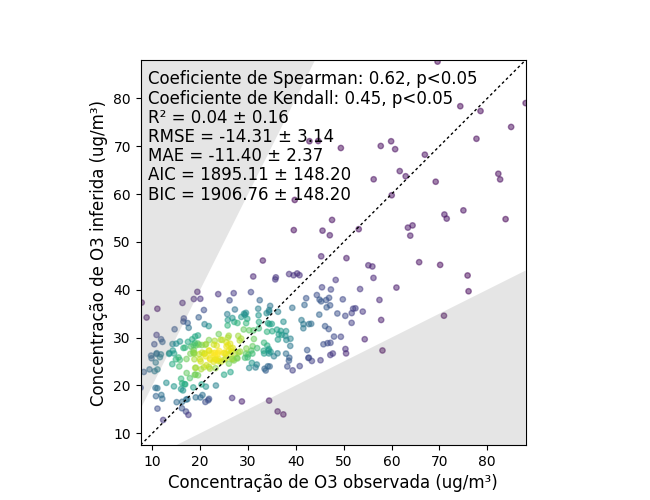 Coeficiente de Spearman: 0.62, p<0.05
Coeficiente de Kendall: 0.45, p<0.05
R² = 0.04 ± 0.16
RMSE = -14.31 ± 3.14
MAE = -11.40 ± 2.37
AIC = 1895.11 ± 148.20
BIC = 1906.76 ± 148.20
Concentração de O3 inferida (ug/m³)
80
70
60
50
40
30
20
10
10 20 30 40 50 60 70 80
Concentração de O3 observada (ug/m³)